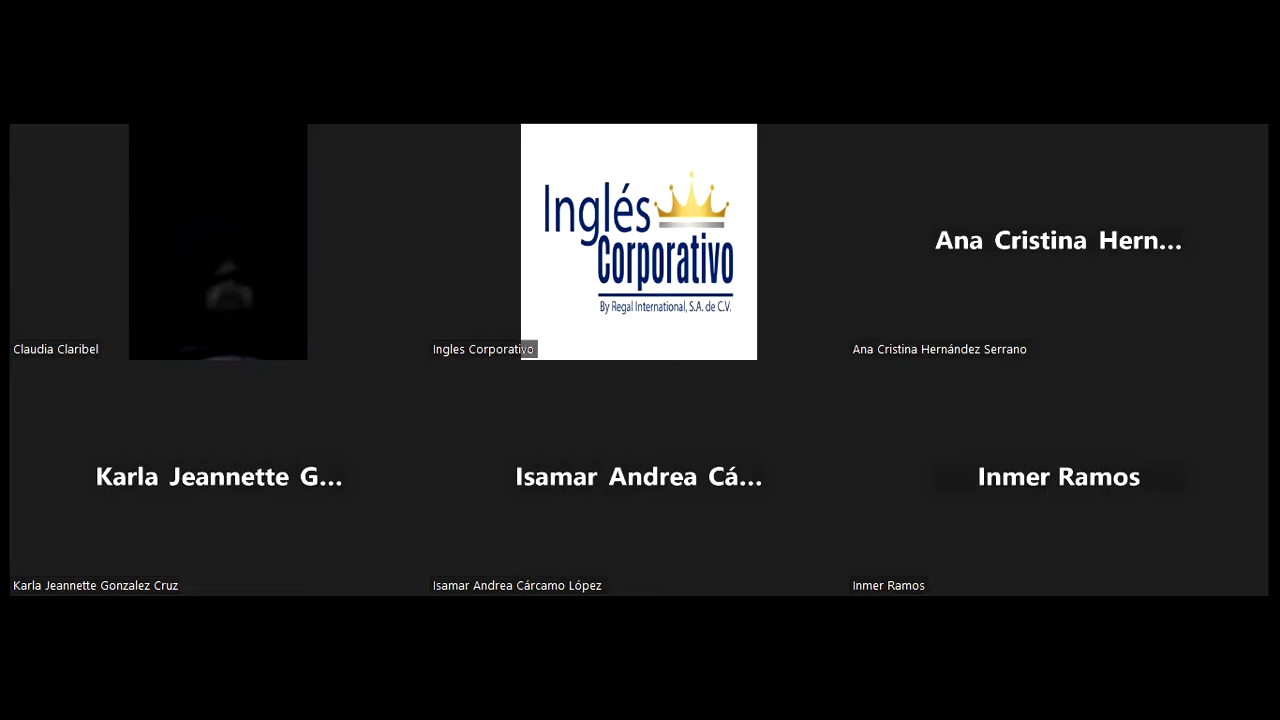 Claudia Claribel
Inglés
Corporativo
By Regal International, S.A. de C.V.
Ingles Corporativo
Ana Cristina Hern...
Ana Cristina Hernández Serrano
Karla Jeannette G...
Karla Jeannette Gonzalez Cruz
Isamar Andrea Cá...
Isamar Andrea Cárcamo López
Inmer Ramos
Inmer Ramos